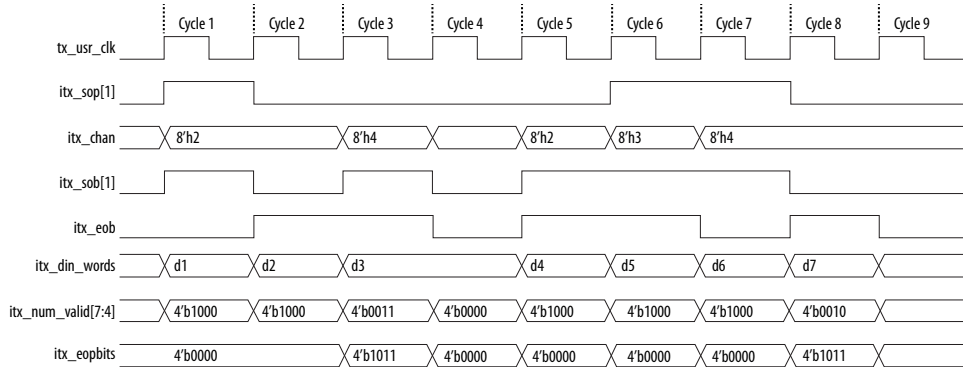 Cycle 1 Cycle 2 Cycle 3 Cycle 4 Cycle 5 Cycle 6 Cycle 7 Cycle 8 Cycle 9
tx_usr_clk
itx_sop[1]
itx_chan 8'h2 8'h4 8'h2 8'h3 8'h4
itx_sob[1]
itx_eob
itx_din_words d1 d2 d3 d4 d5 d6 d7
itx_num_valid[7:4] 4'b1000 4'b1000 4'b0011 4'b0000 4'b1000 4'b1000 4'b1000 4'b0010
itx_eopbits 4'b0000 4'b1011 4'b0000 4'b0000 4'b0000 4'b0000 4'b1011